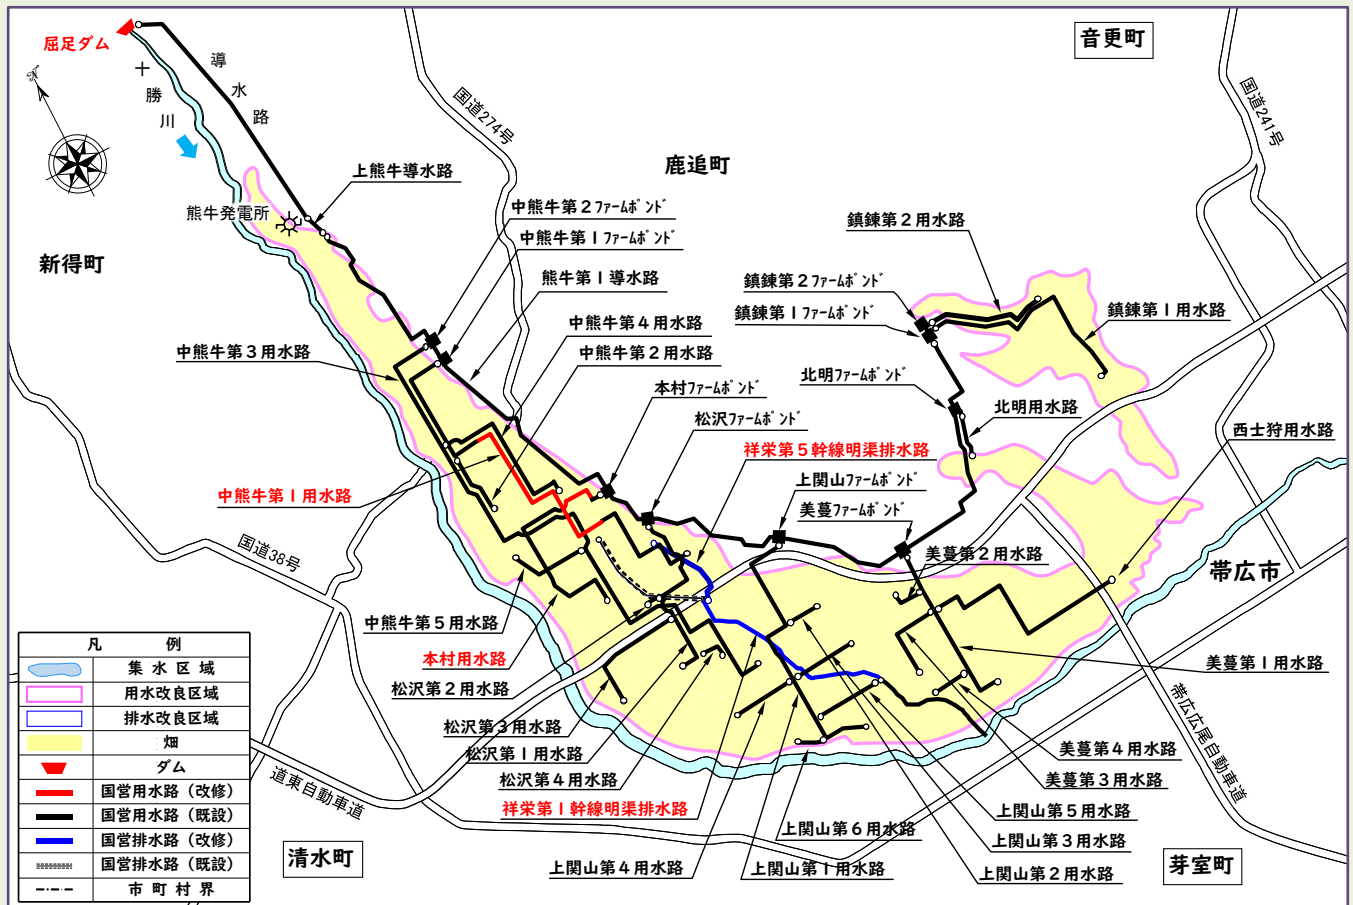 屈足ダム
十勝川
導水路
N
国道274号
音更町
国道241号
鹿追町
上熊牛導水路
熊牛発電所
中熊牛第2ファームポンド
中熊牛第1ファームポンド
熊牛第1導水路
新得町
鎮錬第2用水路
鎮錬第2ファームポンド
鎮錬第1ファームポンド
鎮錬第1用水路
中熊牛第4用水路
中熊牛第3用水路
中熊牛第2用水路
本村ファームポンド
松沢ファームポンド
北明ファームポンド
北明用水路
西士狩用水路
祥栄第5幹線明渠排水路
上関山ファームポンド
美蔓ファームポンド
中熊牛第1用水路
国道38号
美蔓第2用水路
帯広市
中熊牛第5用水路
本村用水路
松沢第2用水路
美蔓第1用水路
松沢第3用水路
松沢第1用水路
松沢第4用水路
祥栄第1幹線明渠排水路
帯広広尾自動車道
美蔓第4用水路
美蔓第3用水路
上関山第5用水路
上関山第6用水路
上関山第3用水路
上関山第4用水路
上関山第1用水路
上関山第2用水路
道東自動車道
清水町
芽室町
凡例
集水区域
用水改良区域
排水改良区域
畑
ダム
国営用水路（改修）
国営用水路（既設）
国営排水路（改修）
国営排水路（既設）
市町村界